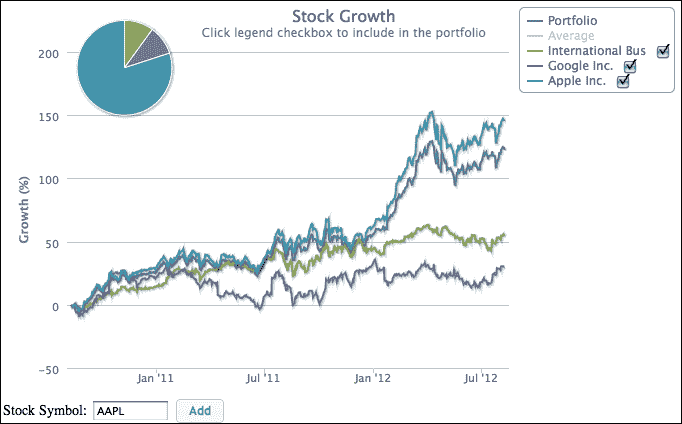 Stock Growth
Click legend checkbox to include in the portfolio
Portfolio
Average
International Bus
Google Inc.
Apple Inc.
200
150
100
50
0
−50
Growth (%)
Jan '11
Jul '11
Jan '12
Jul '12
Stock Symbol: AAPL Add